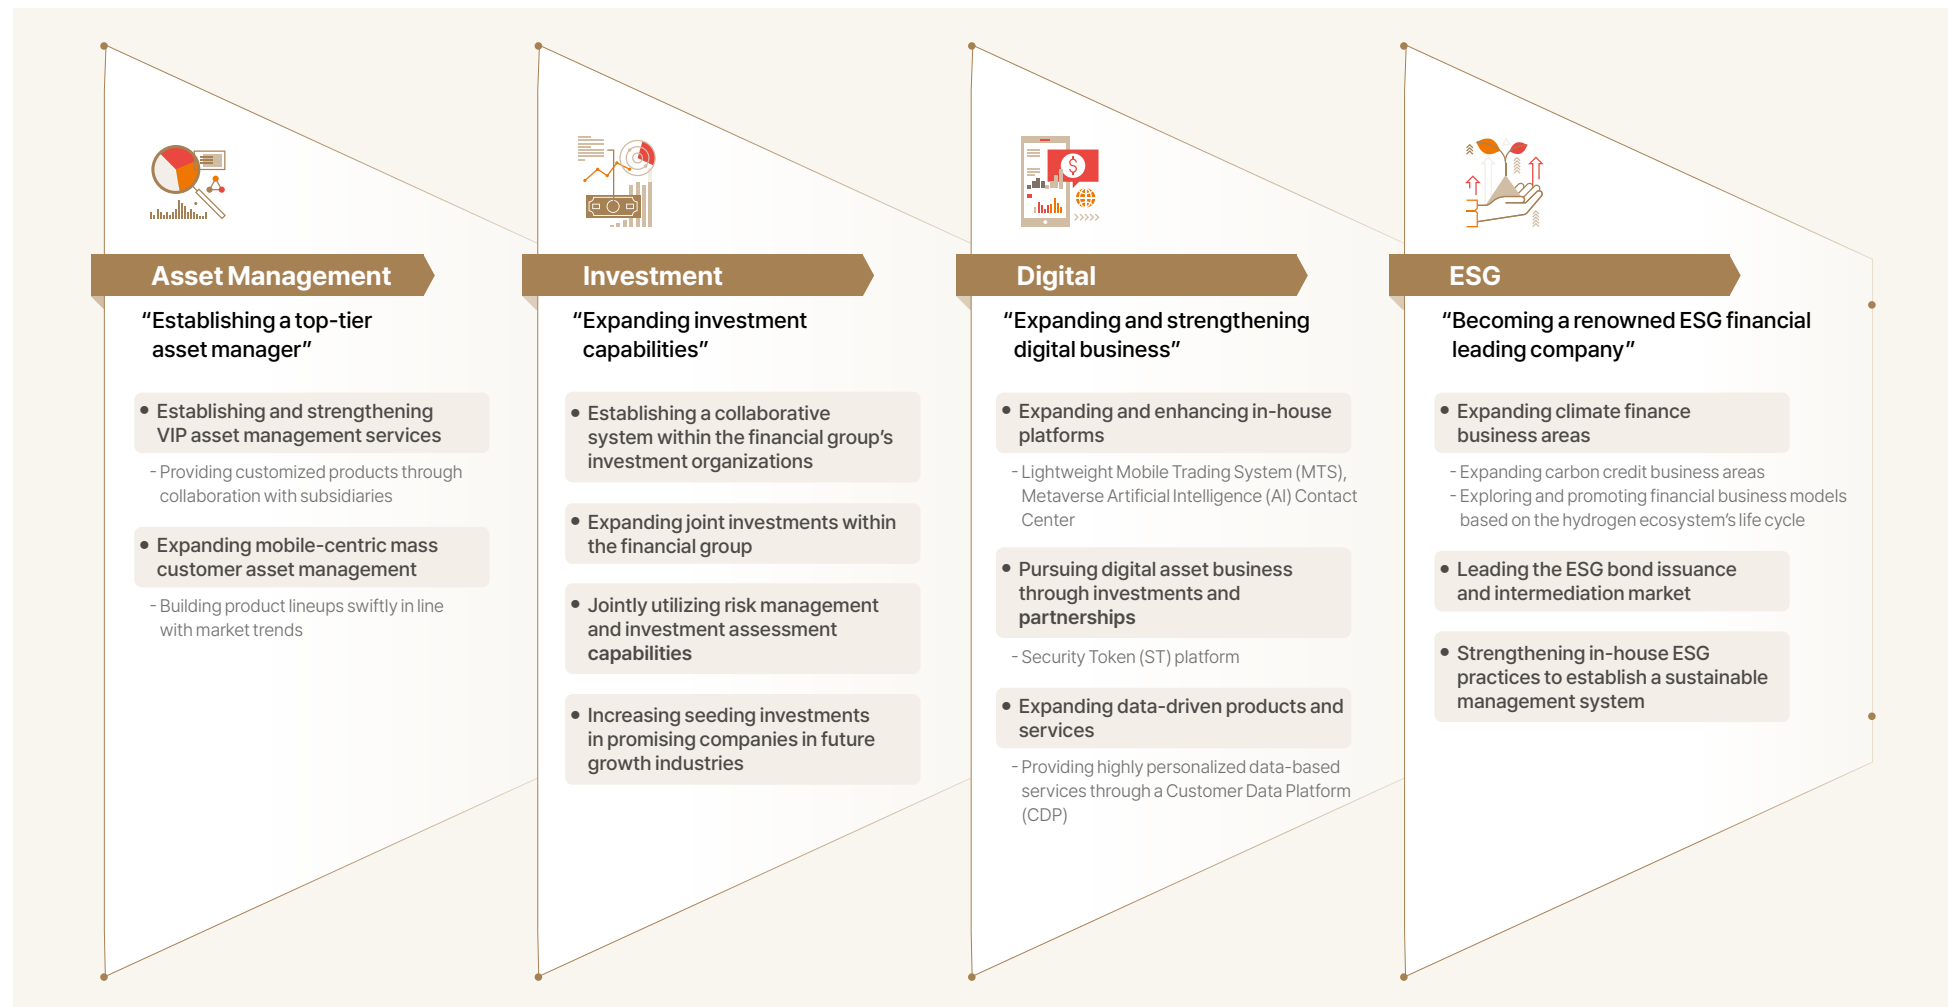 Asset Management
“Establishing a top-tier
asset manager”
• Establishing and strengthening
VIP asset management services
- Providing customized products through
collaboration with subsidiaries
• Expanding mobile-centric mass
customer asset management
- Building product lineups swiftly in line
with market trends
Investment
“Expanding investment
capabilities”
• Establishing a collaborative
system within the financial group’s
investment organizations
• Expanding joint investments within
the financial group
• Jointly utilizing risk management
and investment assessment
capabilities
• Increasing seeding investments
in promising companies in future
growth industries
Digital
“Expanding and strengthening
digital business”
• Expanding and enhancing in-house
platforms
- Lightweight Mobile Trading System (MTS),
Metaverse Artificial Intelligence (AI) Contact
Center
• Pursuing digital asset business
through investments and
partnerships
- Security Token (ST) platform
• Expanding data-driven products and
services
- Providing highly personalized data-based
services through a Customer Data Platform
(CDP)
ESG
“Becoming a renowned ESG financial
leading company”
• Expanding climate finance
business areas
- Expanding carbon credit business areas
- Exploring and promoting financial business models
based on the hydrogen ecosystem’s life cycle
• Leading the ESG bond issuance
and intermediation market
• Strengthening in-house ESG
practices to establish a sustainable
management system